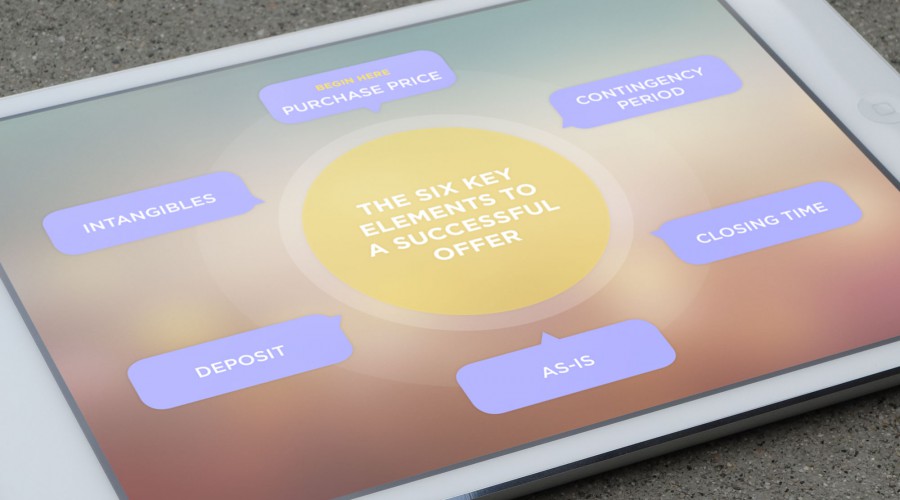 BEGIN HERE
PURCHASE PRICE
CONTINGENCY
PERIOD
CLOSING TIME
AS-IS
DEPOSIT
INTANGIBLES
THE SIX KEY
ELEMENTS TO
A SUCCESSFUL
OFFER